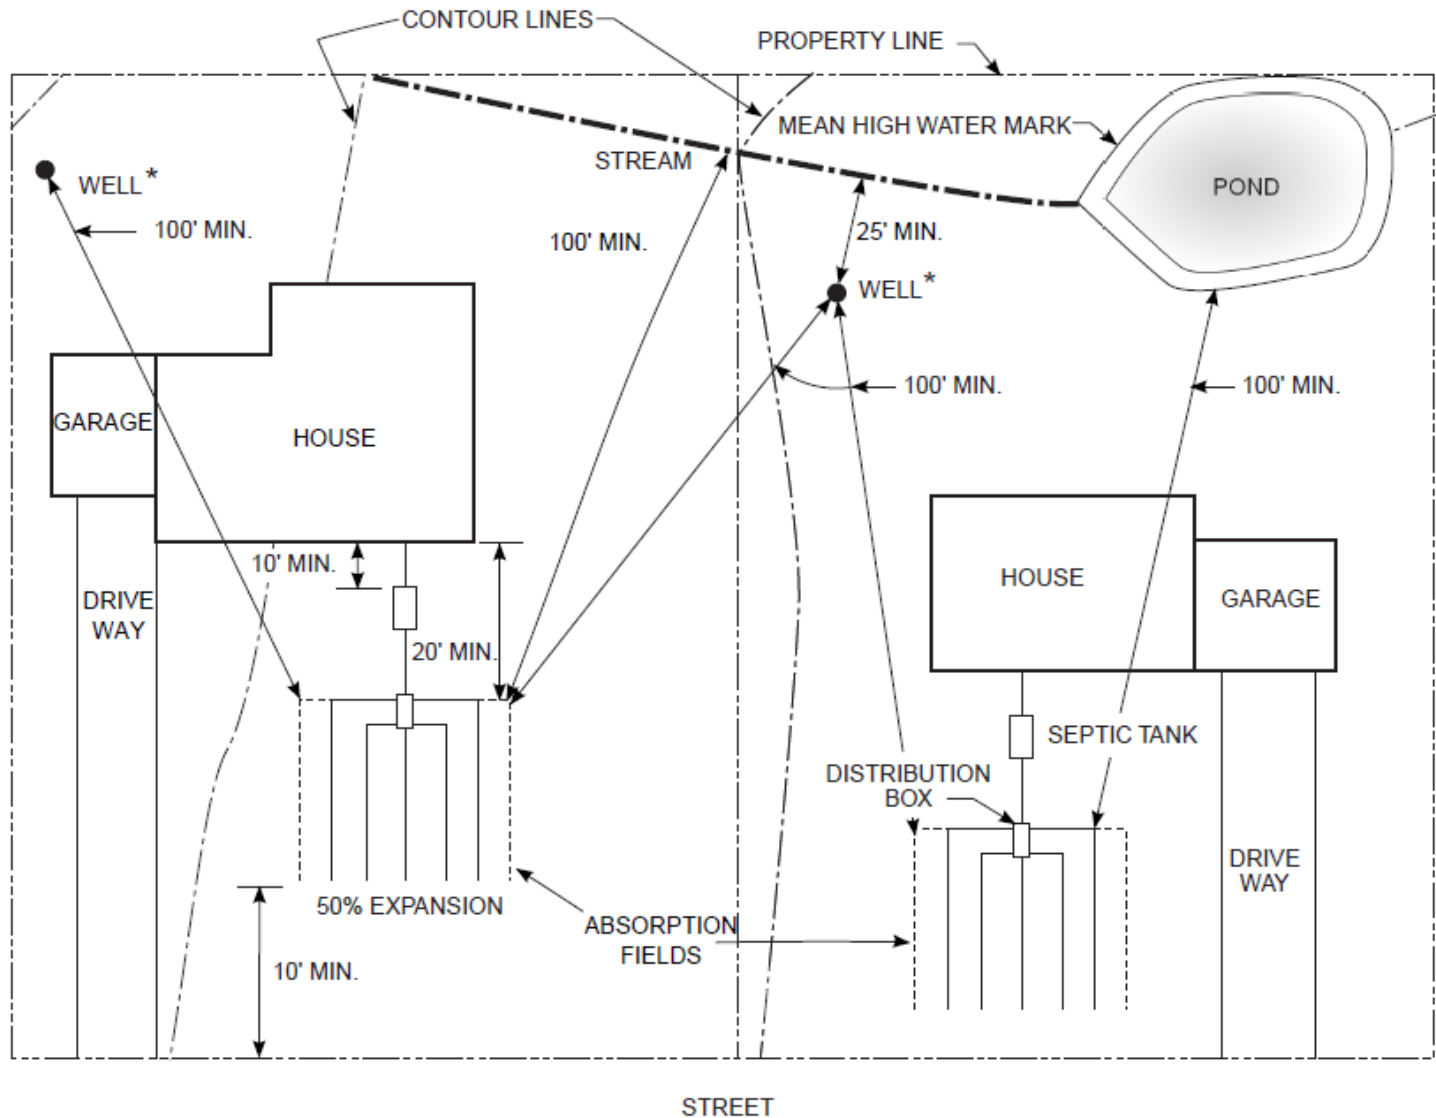 CONTOUR LINES
PROPERTY LINE
MEAN HIGH WATER MARK
STREAM
POND
WELL*
100' MIN.
100' MIN.
25' MIN.
WELL*
100' MIN.
100' MIN.
GARAGE
HOUSE
10' MIN.
HOUSE
GARAGE
DRIVE
WAY
20' MIN.
SEPTIC TANK
DISTRIBUTION
BOX
DRIVE
WAY
50% EXPANSION
ABSORPTION
FIELDS
10' MIN.
STREET